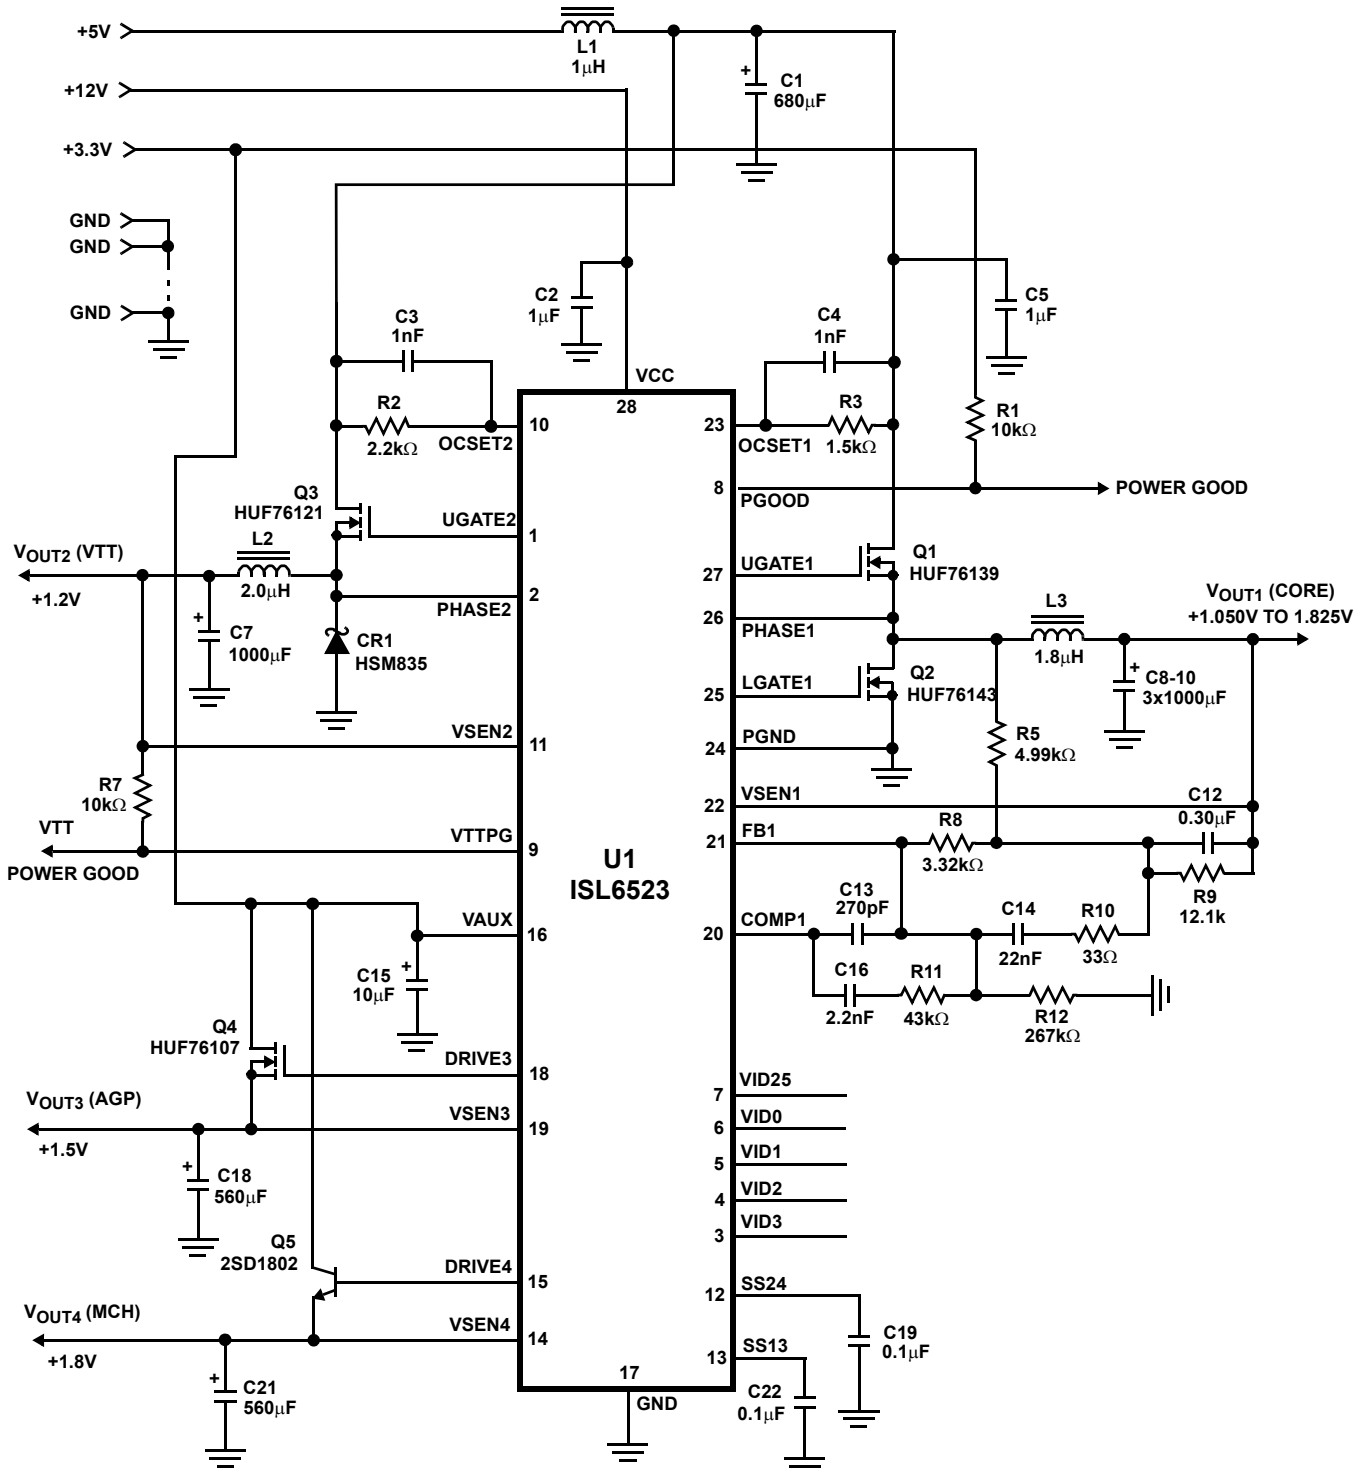 +5V
L1
1µH
+12V
C1
680µF
+3.3V
GND
GND
GND
C2
1µF
C5
1µF
C3
1nF
C4
1nF
VCC
28
R2
2.2kΩ
10
OCSET2
23
OCSET1
R3
1.5kΩ
R1
10kΩ
8
PGOOD
POWER GOOD
Q3
HUF76121
UGATE2
1
L2
2.0µH
VOUT2 (VTT)
+1.2V
UGATE1
27
Q1
HUF76139
2
PHASE2
26
PHASE1
VOUT1 (CORE)
+1.050V TO 1.825V
L3
1.8µH
C7
1000µF
CR1
HSM835
25
LGATE1
Q2
HUF76143
C8-10
3x1000µF
24
PGND
R5
4.99kΩ
VSEN2
11
R7
10kΩ
22
VSEN1
C12
0.30µF
21
FB1
R8
3.32kΩ
VTT
POWER GOOD
VTTPG
9
U1
ISL6523
R9
12.1k
VAUX
16
C13
270pF
20
COMP1
C14
22nF
R10
33Ω
C15
10µF
C16
2.2nF
R11
43kΩ
R12
267kΩ
Q4
HUF76107
DRIVE3
18
VOUT3 (AGP)
+1.5V
VSEN3
19
7
VID25
6
VID0
5
VID1
4
VID2
3
VID3
C18
560µF
Q5
2SD1802
DRIVE4
15
12
SS24
C19
0.1µF
VOUT4 (MCH)
+1.8V
VSEN4
14
13
SS13
C22
0.1µF
C21
560µF
17
GND